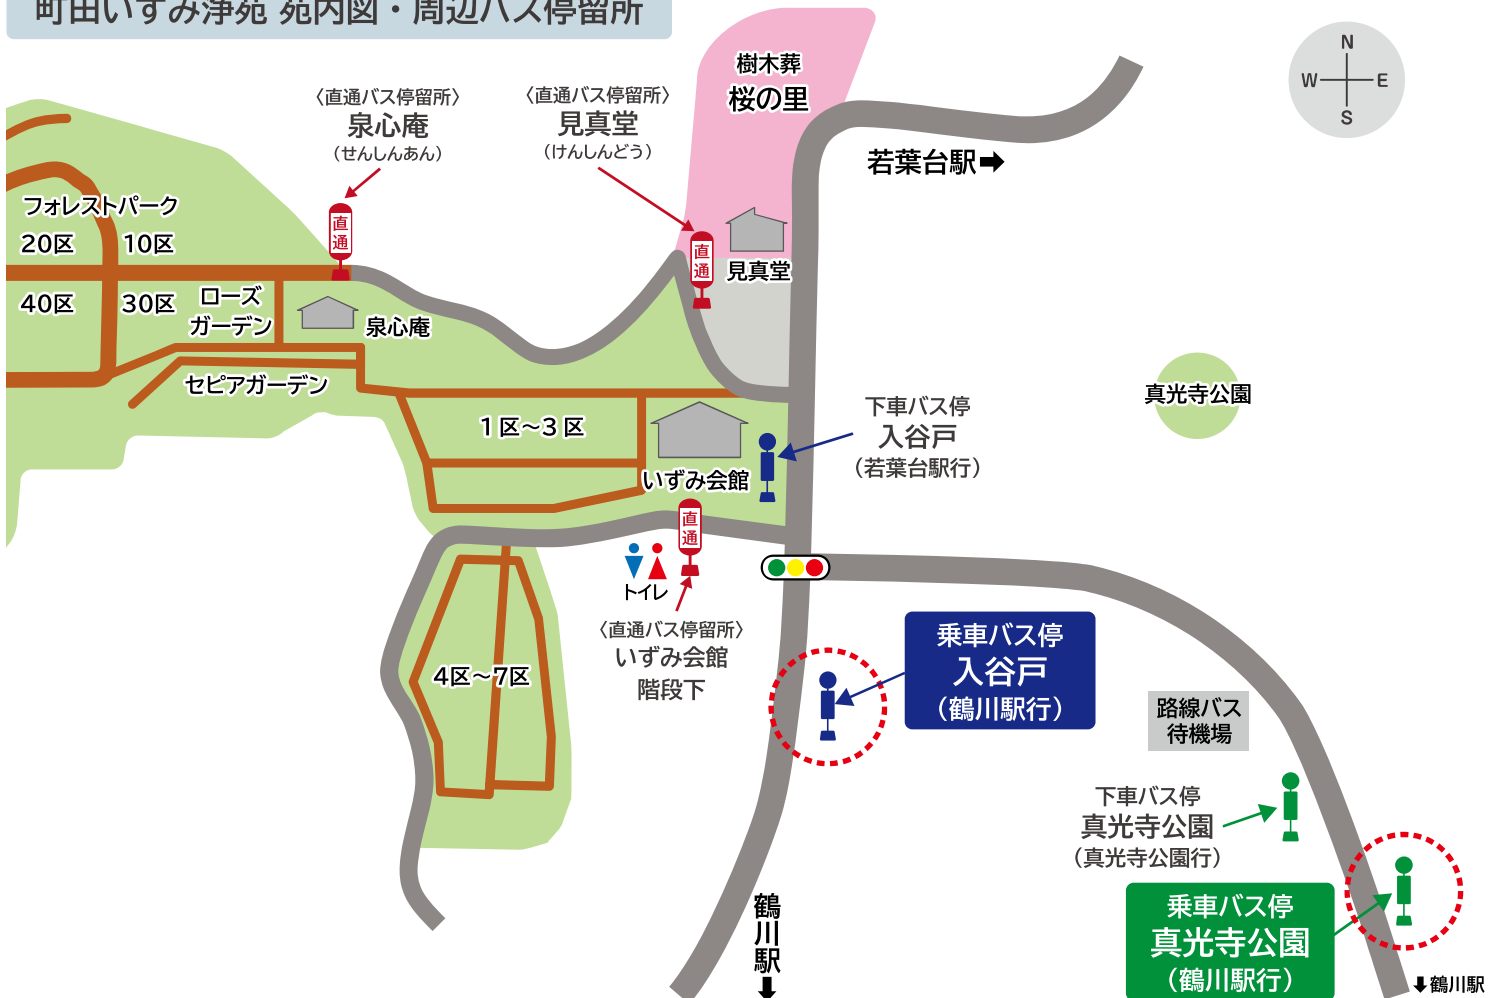 町田いずみ浄苑 苑内図・周辺バス停留所
樹木葬
桜の里
N
W
E
S
〈直通バス停留所〉
泉心庵
（せんしんあん）
〈直通バス停留所〉
見真堂
（けんしんどう）
若葉台駅➡
直通
直通
フォレストパーク
20区
10区
40区
30区
ローズ
ガーデン
泉心庵
見真堂
セピアガーデン
1区～3区
いずみ会館
下車バス停
入谷戸
（若葉台駅行）
真光寺公園
直通
トイレ
〈直通バス停留所〉
いずみ会館
階段下
4区～7区
乗車バス停
入谷戸
（鶴川駅行）
路線バス
待機場
下車バス停
真光寺公園
（真光寺公園行）
乗車バス停
真光寺公園
（鶴川駅行）
鶴川駅⬇
⬇鶴川駅